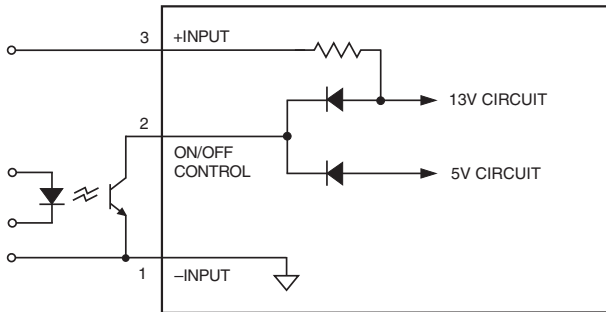 3 +INPUT
13V CIRCUIT
2
ON/OFF
CONTROL
5V CIRCUIT
1 –INPUT